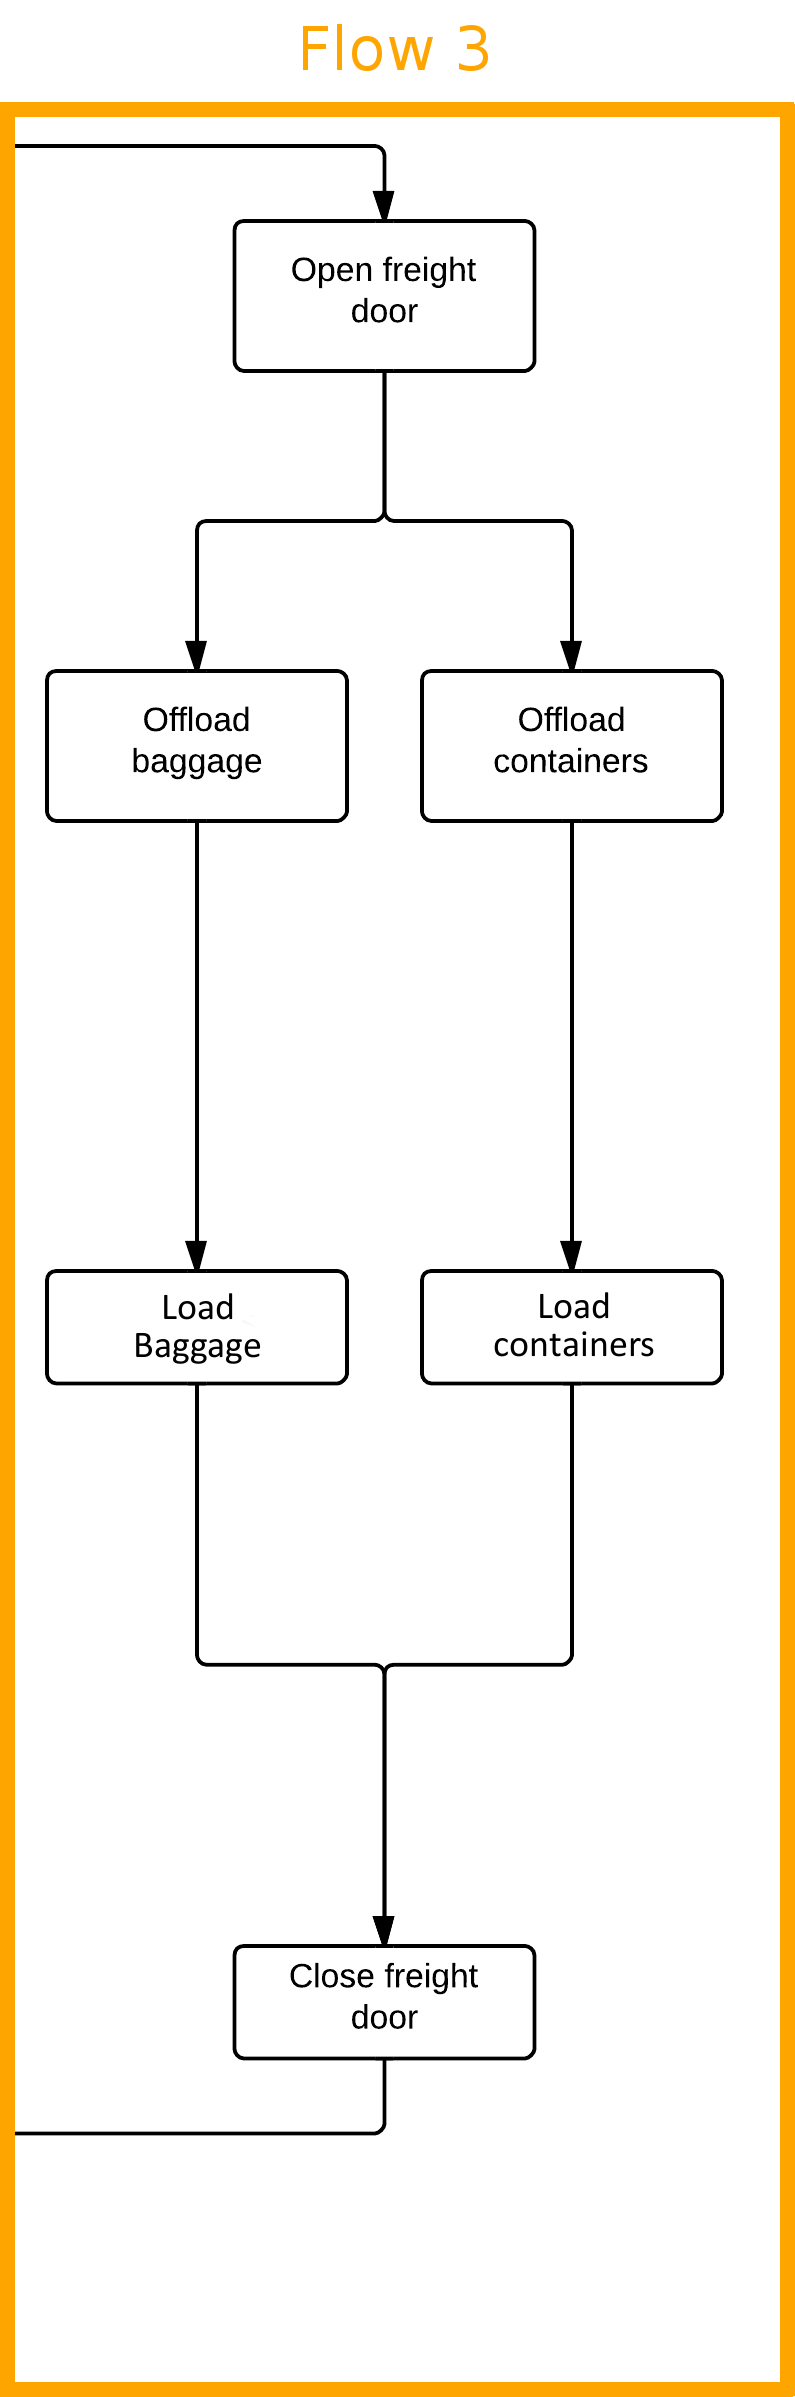 Flow 3
Open freight
door
Offload
baggage
Offload
containers
Load
Baggage
Load
containers
Close freight
door